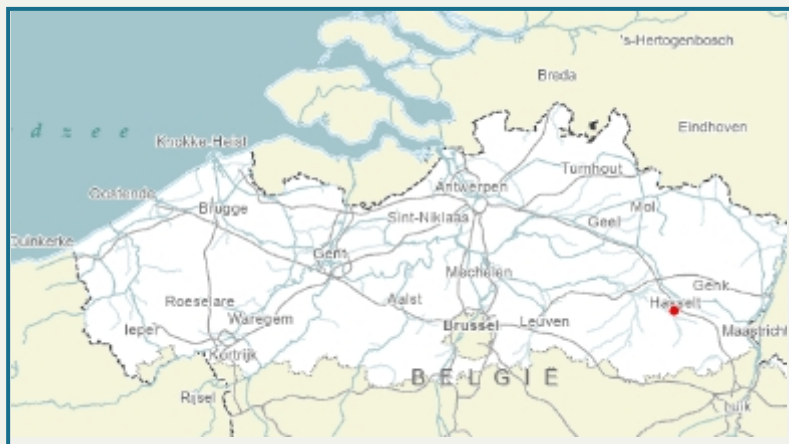 's-Hertogenbosch
Breda
dzee
Eindhoven
Knokke-Heist
Turnhout
Antwerpen
Oostende
Mol
Brugge
Sint-Niklaas
Geel
Duinkerke
Gent
Mechelen
Genk
Roeselare
Aalst
Hasselt
Waregem
Ieper
Brussel
Leuven
Maastricht
Kortrijk
BELGIË
Rijsel
Luik